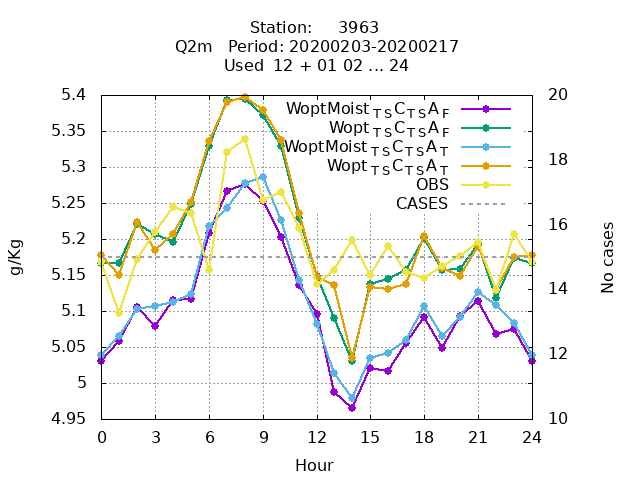 Station: 3963
Q2m Period: 20200203-20200217
Used 12 + 01 02 ... 24
5.4
5.35
5.3
5.25
5.2
5.15
5.1
5.05
5
4.95
g/Kg
WoptMoist TS C TS A F
Wopt TS C TS A F
WoptMoist TS C TS A T
Wopt TS C TS A T
OBS
CASES
20
18
16
14
12
10
No cases
0 3 6 9 12 15 18 21 24
Hour